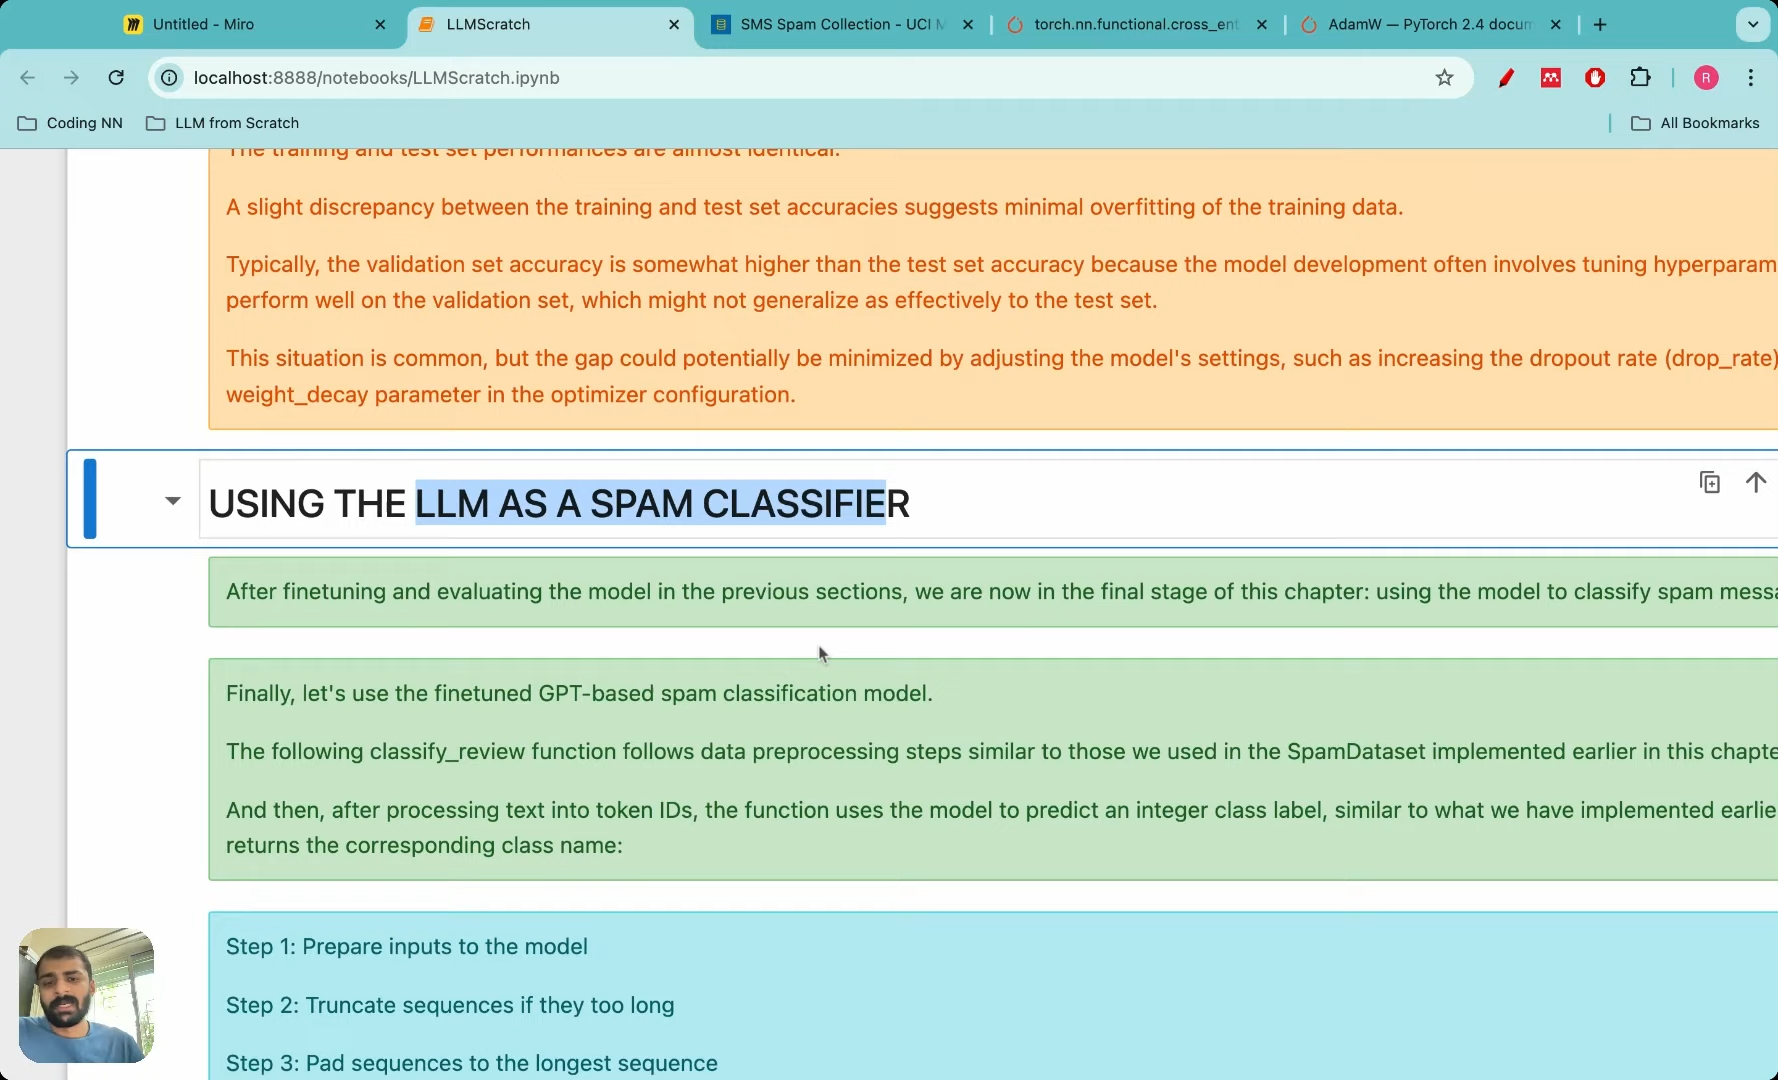 Untitled - Miro
LLMScratch
SMS Spam Collection - UCI M
torch.nn.functional.cross_ent
AdamW — PyTorch 2.4 docum
localhost:8888/notebooks/LLMScratch.ipynb
R
Coding NN
LLM from Scratch
All Bookmarks
The training and test set performances are almost identical.
A slight discrepancy between the training and test set accuracies suggests minimal overfitting of the training data.
Typically, the validation set accuracy is somewhat higher than the test set accuracy because the model development often involves tuning hyperparam
perform well on the validation set, which might not generalize as effectively to the test set.
This situation is common, but the gap could potentially be minimized by adjusting the model's settings, such as increasing the dropout rate (drop_rate)
weight_decay parameter in the optimizer configuration.
USING THE LLM AS A SPAM CLASSIFIER
After finetuning and evaluating the model in the previous sections, we are now in the final stage of this chapter: using the model to classify spam messa
Finally, let's use the finetuned GPT-based spam classification model.
The following classify_review function follows data preprocessing steps similar to those we used in the SpamDataset implemented earlier in this chapte
And then, after processing text into token IDs, the function uses the model to predict an integer class label, similar to what we have implemented earlie
returns the corresponding class name:
Step 1: Prepare inputs to the model
Step 2: Truncate sequences if they too long
Step 3: Pad sequences to the longest sequence